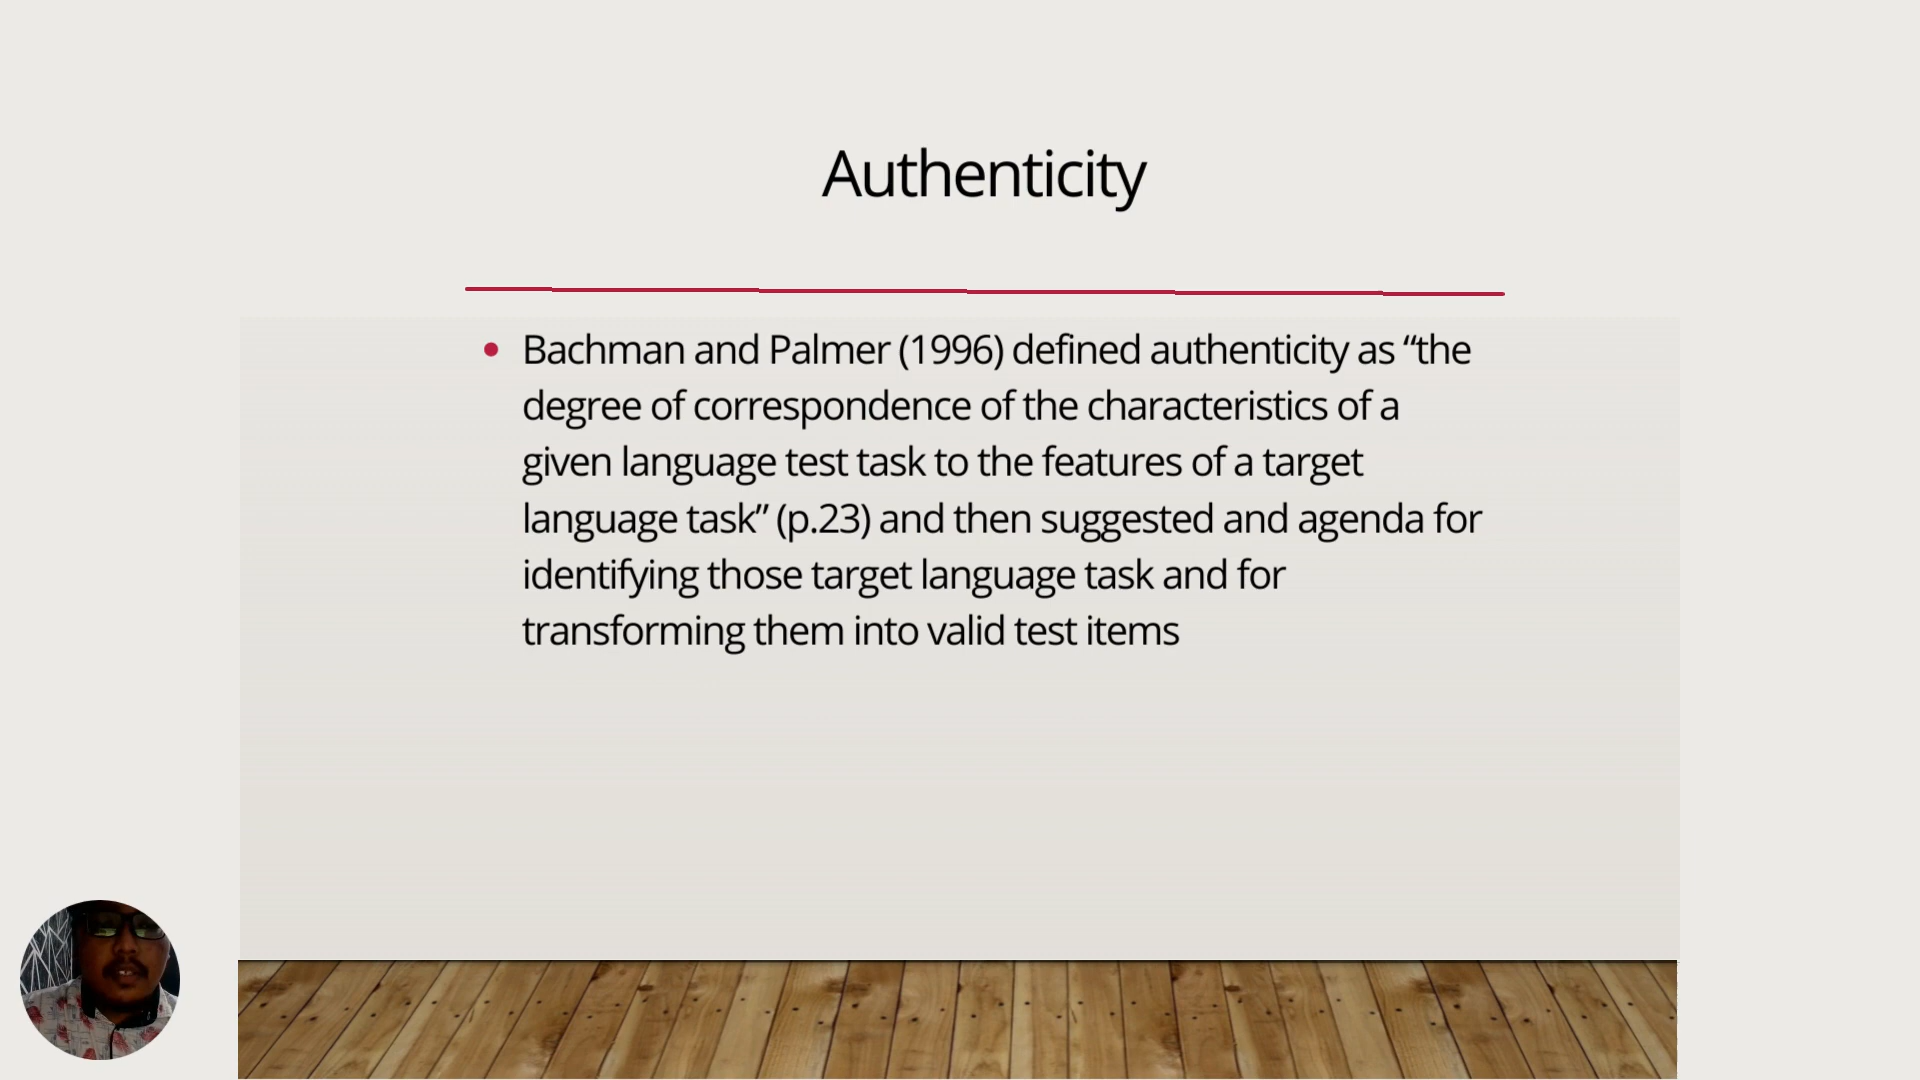 Authenticity
• Bachman and Palmer (1996) defined authenticity as “the
degree of correspondence of the characteristics of a
given language test task to the features of a target
language task” (p.23) and then suggested and agenda for
identifying those target language task and for
transforming them into valid test items